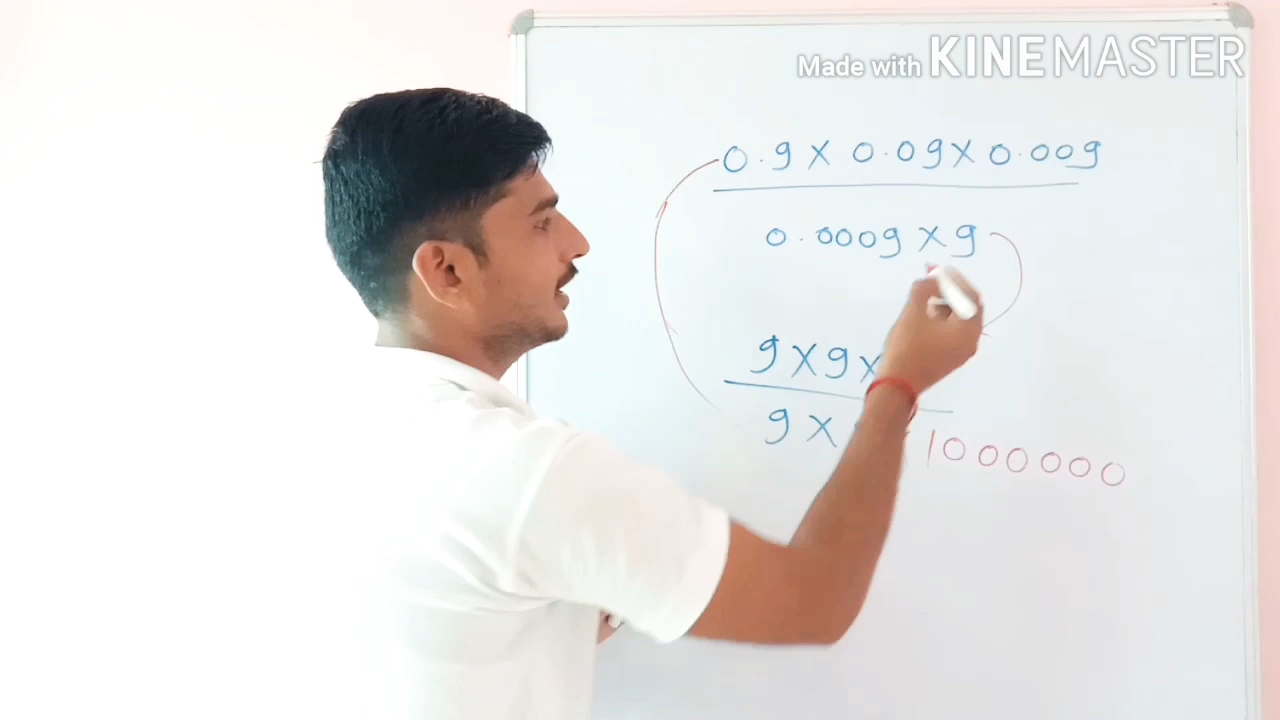 Made with KINEMASTER
0.9 X 0.09 X 0.009
0.0009 X 9
9 X 9 X
9 X 1000000